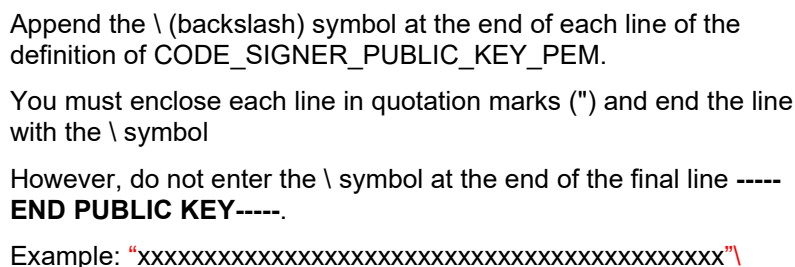 Append the \ (backslash) symbol at the end of each line of the
definition of CODE_SIGNER_PUBLIC_KEY_PEM.
You must enclose each line in quotation marks (") and end the line
with the \ symbol
However, do not enter the \ symbol at the end of the final line -----
END PUBLIC KEY-----.
Example: “xxxxxxxxxxxxxxxxxxxxxxxxxxxxxxxxxxxxxxxxxxxx”\